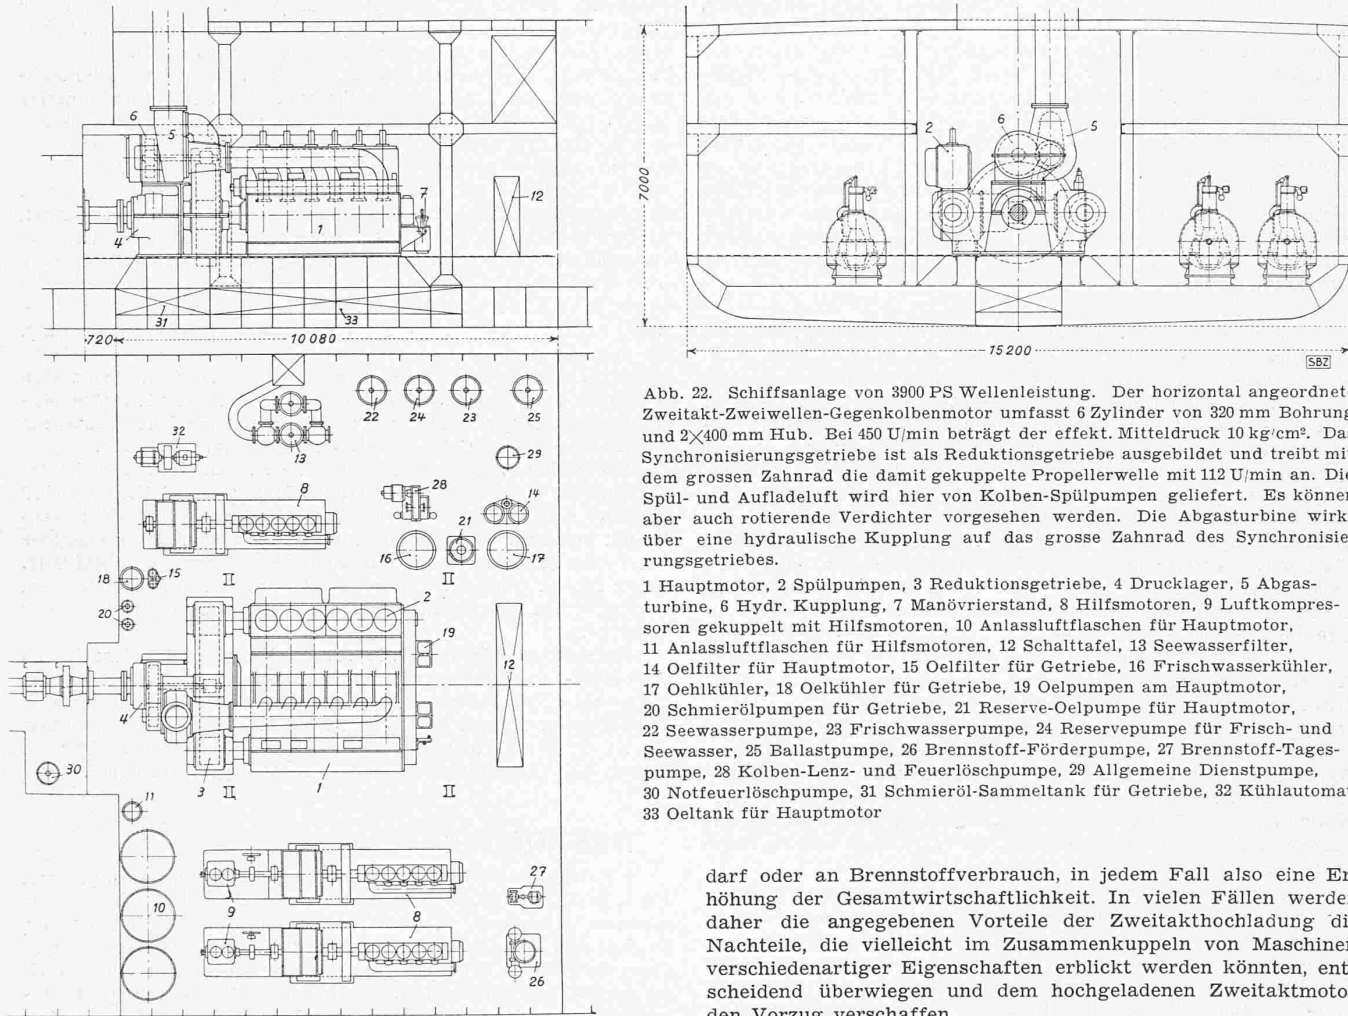 6
5
4
1
7
12
31
33
720
10 080
7000
2
6
5
15 200
SBZ
22
24
23
25
32
13
29
8
28
14
21
16
17
18
15
II
II
20
2
19
12
4
30
3
II
1
II
11
10
9
8
27
9
8
26
Abb. 22. Schiffsanlage von 3900 PS Wellenleistung. Der horizontal angeordnet
Zweitakt-Zweiwellen-Gegenkolbenmotor umfasst 6 Zylinder von 320 mm Bohrung
und 2×400 mm Hub. Bei 450 U/min beträgt der effekt. Mitteldruck 10 kg/cm². Da
Synchronisierungsgetriebe ist als Reduktionsgetriebe ausgebildet und treibt mi
dem grossen Zahnrad die damit gekuppelte Propellerwelle mit 112 U/min an. Die
Spül- und Aufladeluft wird hier von Kolben-Spülpumpen geliefert. Es können
aber auch rotierende Verdichter vorgesehen werden. Die Abgasturbine wirk
über eine hydraulische Kupplung auf das grosse Zahnrad des Synchronisie
rungsgetriebes.
1 Hauptmotor, 2 Spülpumpen, 3 Reduktionsgetriebe, 4 Drucklager, 5 Abgas-
turbine, 6 Hydr. Kupplung, 7 Manövrierstand, 8 Hilfsmotoren, 9 Luftkompres-
soren gekuppelt mit Hilfsmotoren, 10 Anlassluftflaschen für Hauptmotor,
11 Anlassluftflaschen für Hilfsmotoren, 12 Schalttafel, 13 Seewasserfilter,
14 Oelfilter für Hauptmotor, 15 Oelfilter für Getriebe, 16 Frischwasserkühler,
17 Oehlkühler, 18 Oelkühler für Getriebe, 19 Oelpumpen am Hauptmotor,
20 Schmierölpumpen für Getriebe, 21 Reserve-Oelpumpe für Hauptmotor,
22 Seewasserpumpe, 23 Frischwasserpumpe, 24 Reservepumpe für Frisch- und
Seewasser, 25 Ballastpumpe, 26 Brennstoff-Förderpumpe, 27 Brennstoff-Tages-
pumpe, 28 Kolben-Lenz- und Feuerlöschpumpe, 29 Allgemeine Dienstpumpe,
30 Notfeuerlöschpumpe, 31 Schmieröl-Sammeltank für Getriebe, 32 Kühlautoma
33 Oeltank für Hauptmotor
darf oder an Brennstoffverbrauch, in jedem Fall also eine Er
höhung der Gesamtwirtschaftlichkeit. In vielen Fällen werde
daher die angegebenen Vorteile der Zweitakthochladung di
Nachteile, die vielleicht im Zusammenkuppeln von Maschine
verschiedenartiger Eigenschaften erblickt werden könnten, ent
scheidend überwiegen und dem hochgeladenen Zweitaktmoto
den Vorzug verschaffen